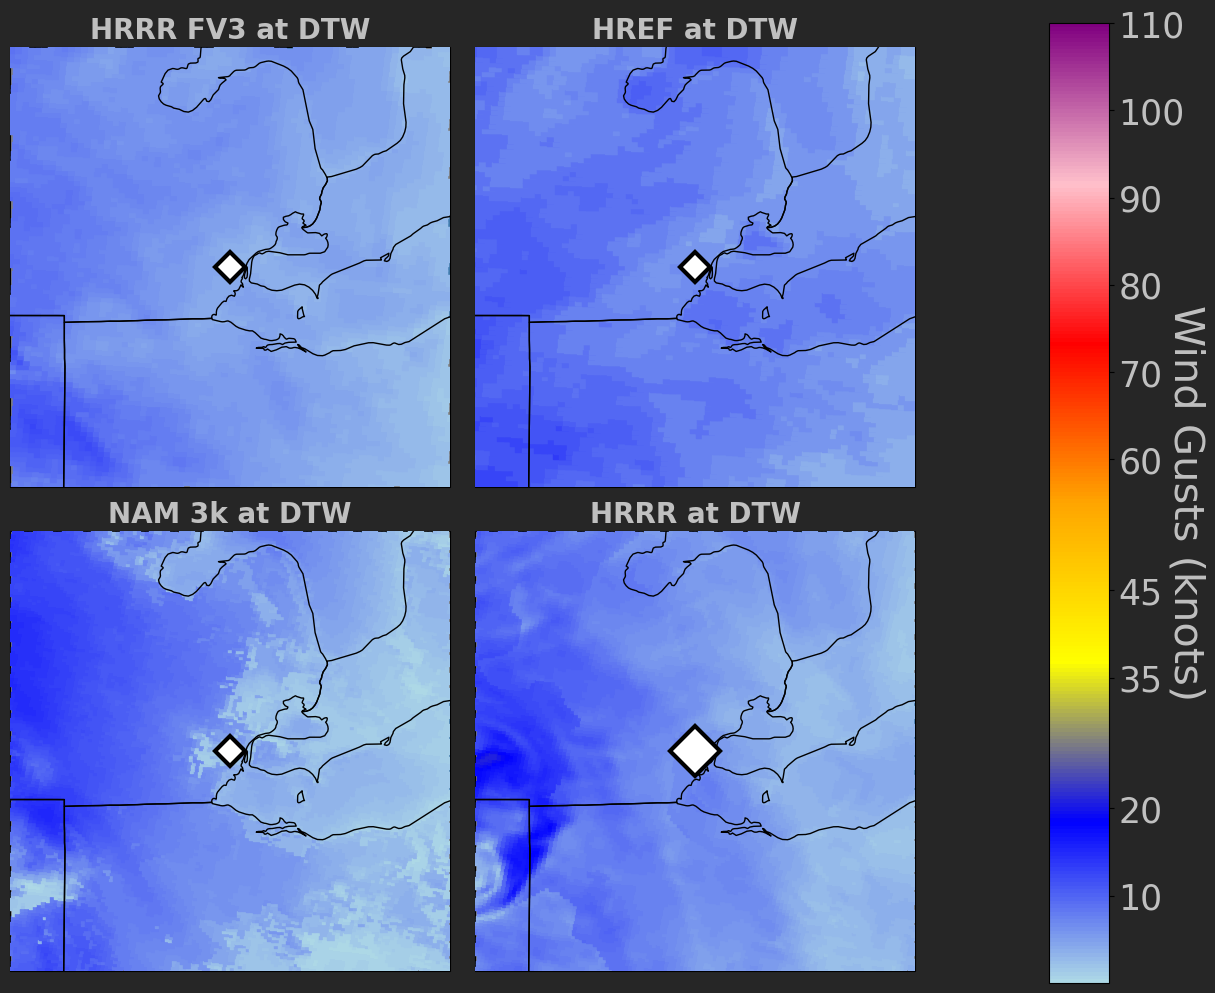 HRRR FV3 at DTW
HREF at DTW
NAM 3k at DTW
HRRR at DTW
110
100
90
80
70
60
45
35
20
10
Wind Gusts (knots)